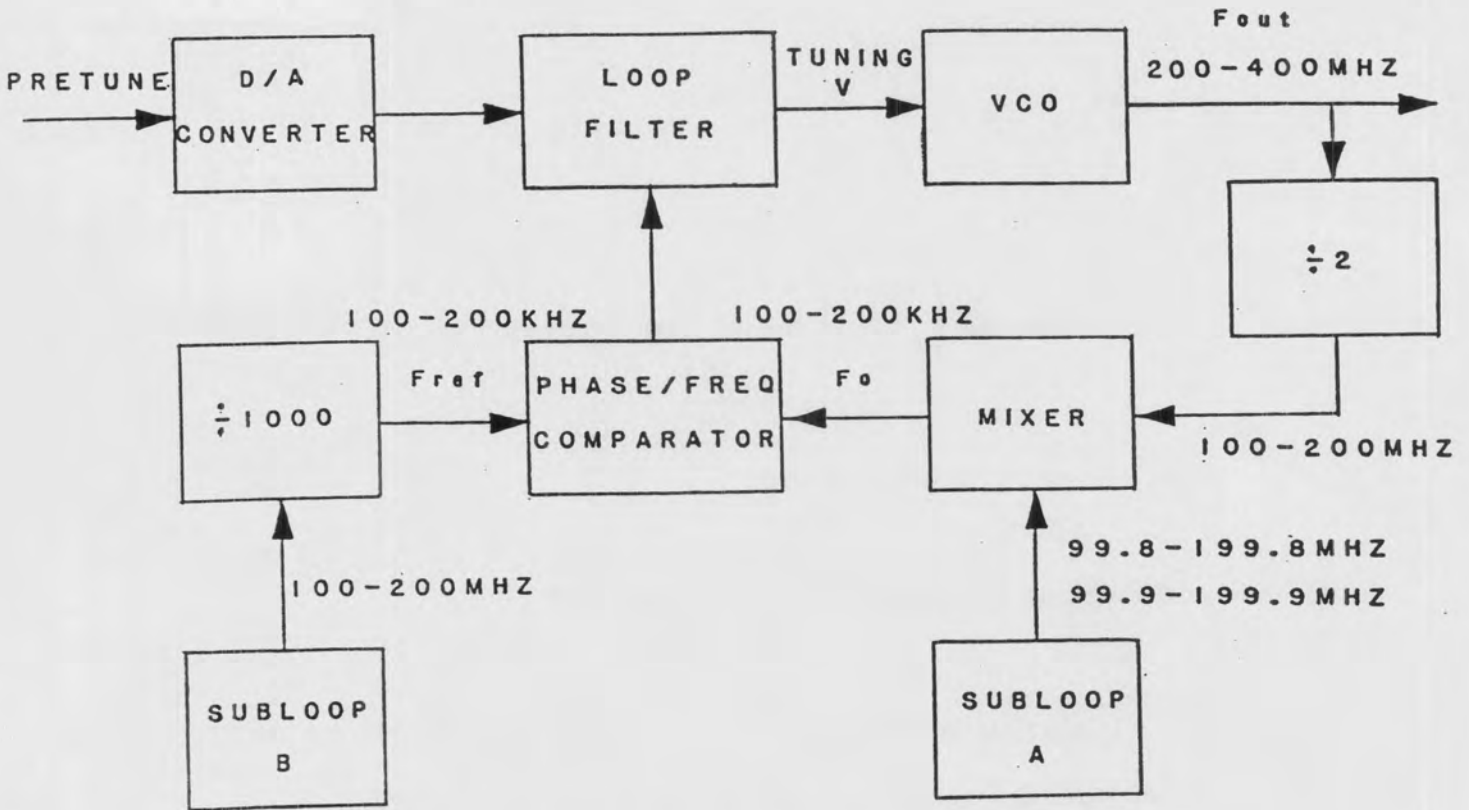 Fout
200-400MHZ
PRETUNE
D/A
CONVERTER
LOOP
FILTER
TUNING
V
VCO
÷2
100-200KHZ
Fref
100-200KHZ
Fo
÷1000
PHASE/FREQ
COMPARATOR
MIXER
100-200MHZ
100-200MHZ
99.8-199.8MHZ
99.9-199.9MHZ
SUBLOOP
B
SUBLOOP
A